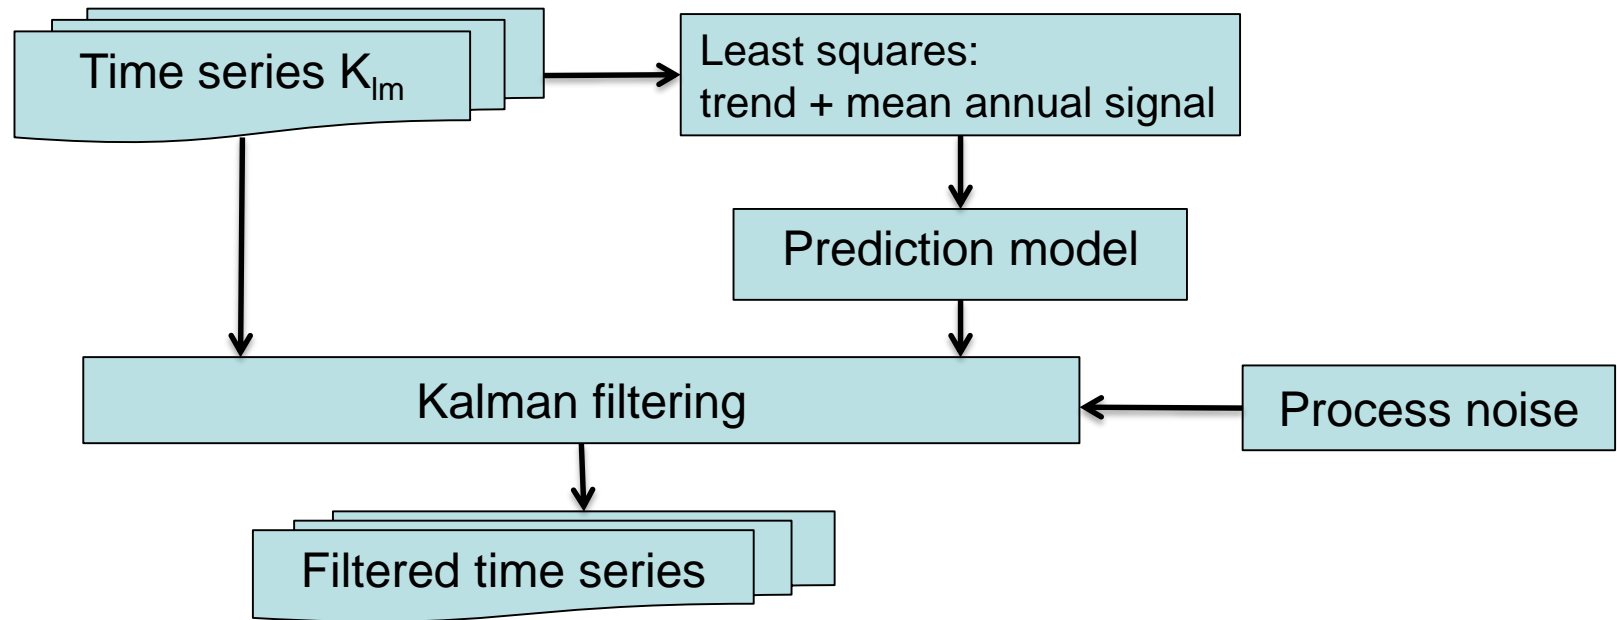 Time series Klm
Least squares:
trend + mean annual signal
Prediction model
Kalman filtering
Process noise
Filtered time series